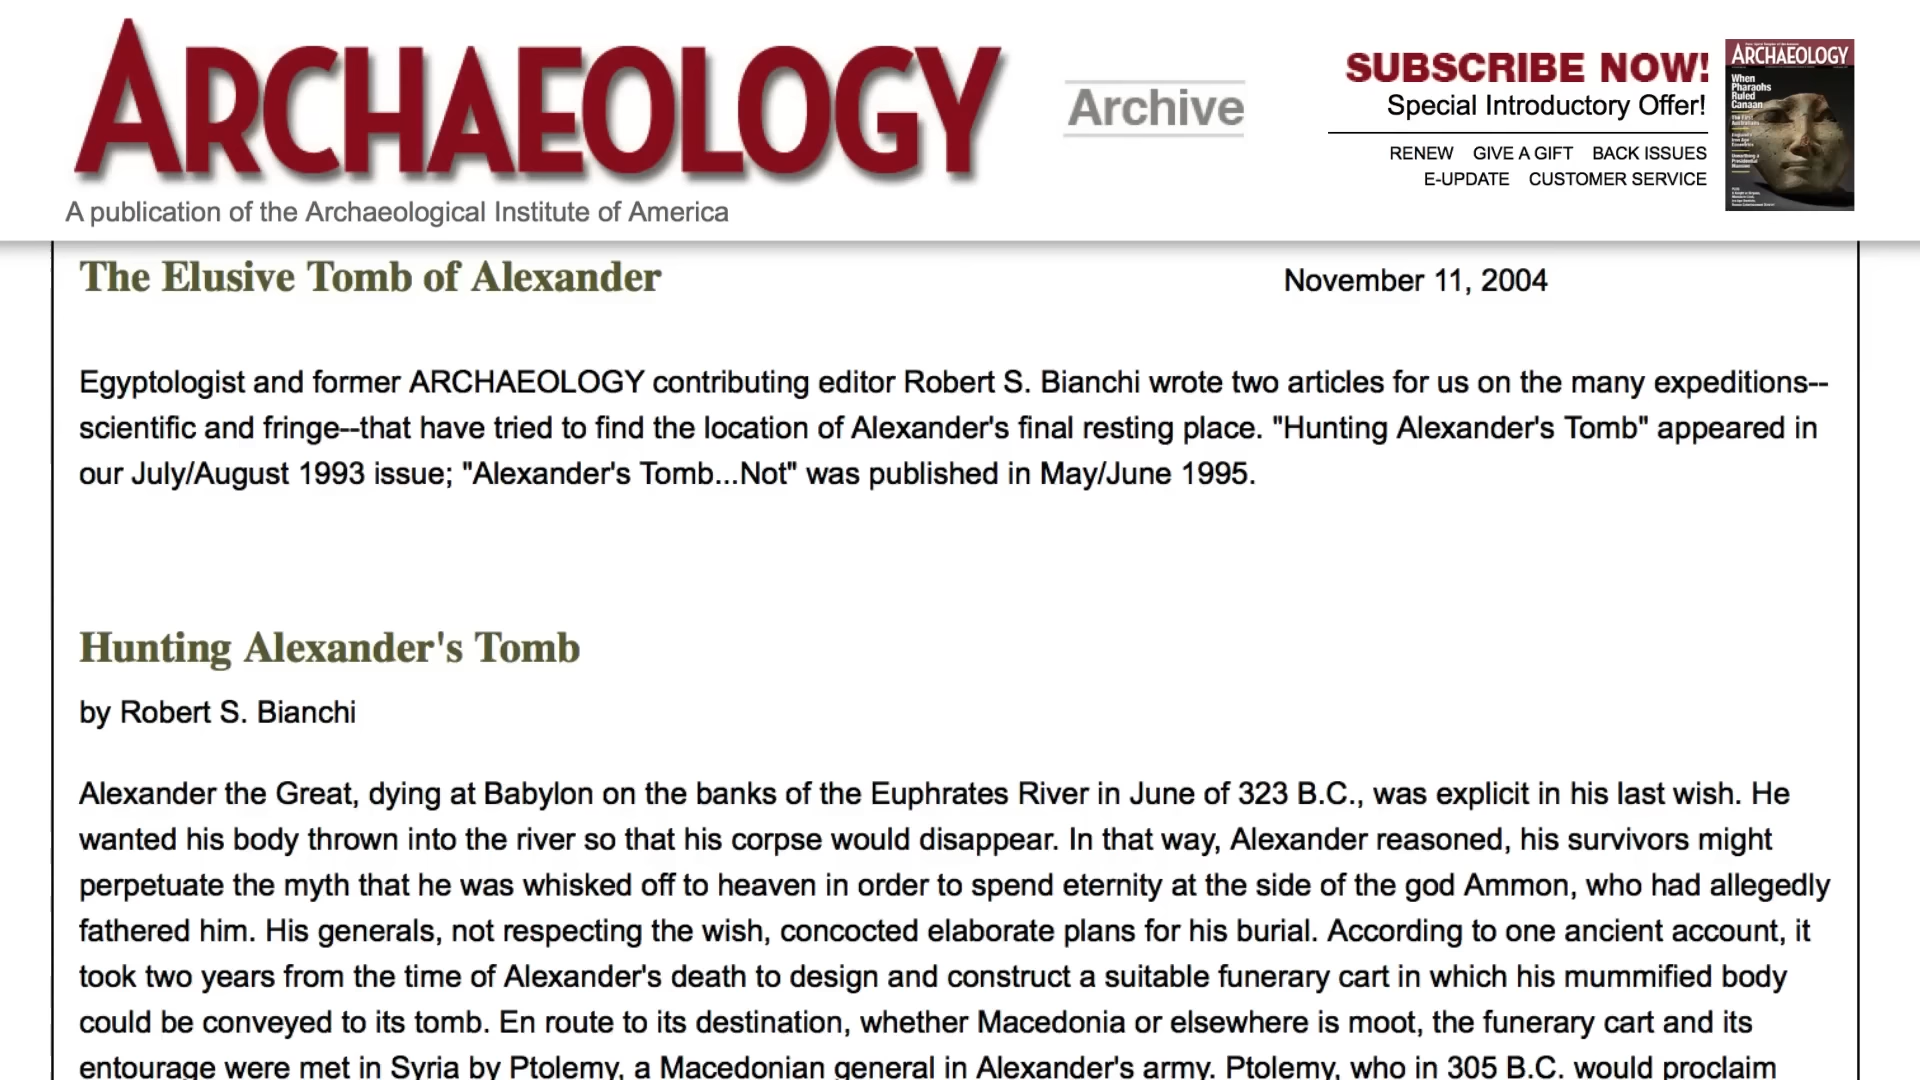 ARCHAEOLOGY
Archive
A publication of the Archaeological Institute of America
SUBSCRIBE NOW!
Special Introductory Offer!
RENEW GIVE A GIFT BACK ISSUES
E-UPDATE CUSTOMER SERVICE
ARCHAEOLOGY
When
Pharaohs
Ruled
Canaan
The Elusive Tomb of Alexander
November 11, 2004
Egyptologist and former ARCHAEOLOGY contributing editor Robert S. Bianchi wrote two articles for us on the many expeditions--
scientific and fringe--that have tried to find the location of Alexander's final resting place. "Hunting Alexander's Tomb" appeared in
our July/August 1993 issue; "Alexander's Tomb...Not" was published in May/June 1995.
Hunting Alexander's Tomb
by Robert S. Bianchi
Alexander the Great, dying at Babylon on the banks of the Euphrates River in June of 323 B.C., was explicit in his last wish. He
wanted his body thrown into the river so that his corpse would disappear. In that way, Alexander reasoned, his survivors might
perpetuate the myth that he was whisked off to heaven in order to spend eternity at the side of the god Ammon, who had allegedly
fathered him. His generals, not respecting the wish, concocted elaborate plans for his burial. According to one ancient account, it
took two years from the time of Alexander's death to design and construct a suitable funerary cart in which his mummified body
could be conveyed to its tomb. En route to its destination, whether Macedonia or elsewhere is moot, the funerary cart and its
entourage were met in Syria by Ptolemy, a Macedonian general in Alexander's army. Ptolemy, who in 305 B.C. would proclaim